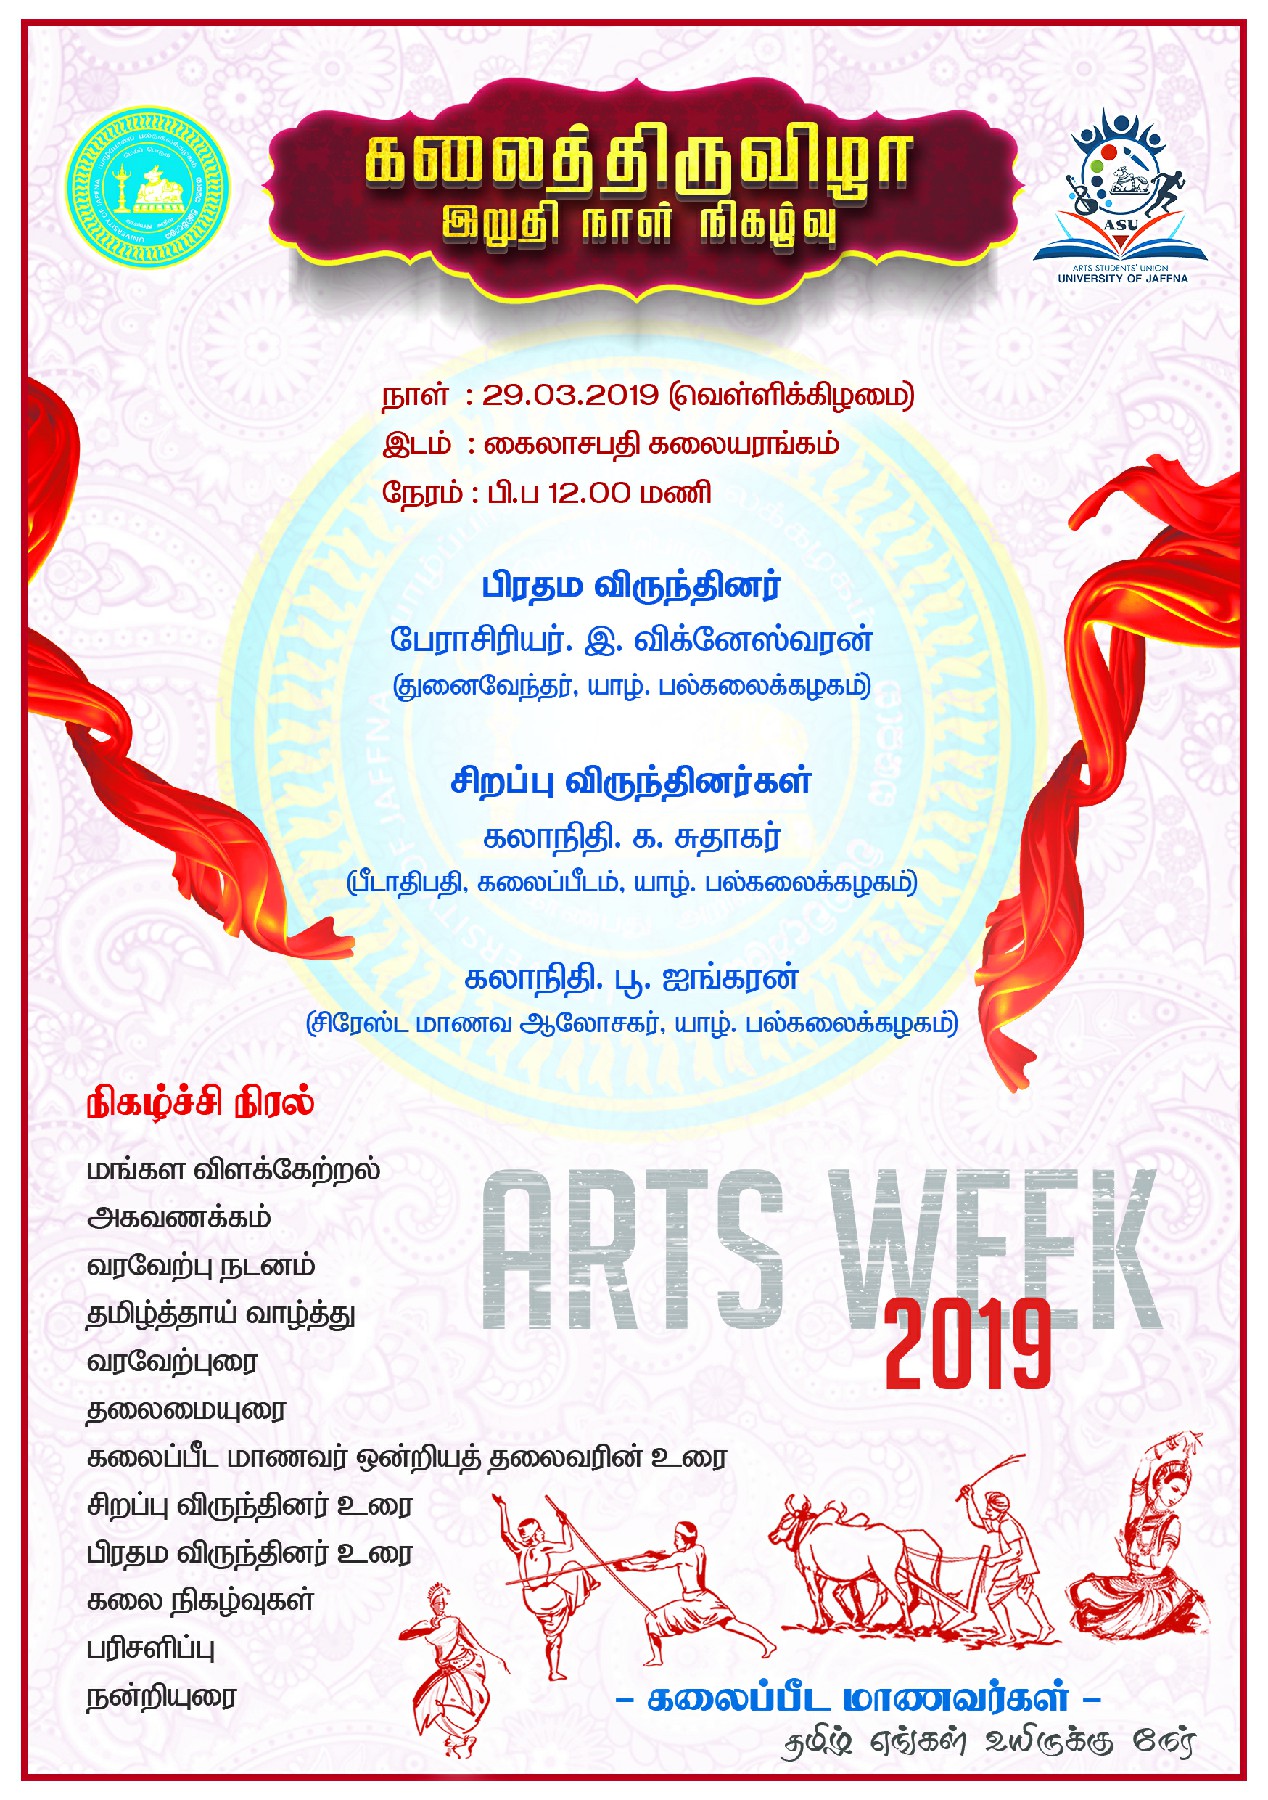 கலைத்திருவிழா
இறுதி நாள் நிகழ்வு
ASU
ARTS STUDENTS' UNION
UNIVERSITY OF JAFFNA
நாள் : 29.03.2019 (வெள்ளிக்கிழமை)
இடம் : கைலாசபதி கலையரங்கம்
நேரம் : பி.ப 12.00 மணி
பிரதம விருந்தினர்
பேராசிரியர். இ. விக்னேஸ்வரன்
(துணைவேந்தர், யாழ். பல்கலைக்கழகம்)
சிறப்பு விருந்தினர்கள்
கலாநிதி. க. சுதாகர்
(பீடாதிபதி, கலைப்பீடம், யாழ். பல்கலைக்கழகம்)
கலாநிதி. பூ. ஐங்கரன்
(சிரேஸ்ட மாணவ ஆலோசகர், யாழ். பல்கலைக்கழகம்)
நிகழ்ச்சி நிரல்
மங்கள விளக்கேற்றல்
அகவணக்கம்
வரவேற்பு நடனம்
தமிழ்த்தாய் வாழ்த்து
வரவேற்புரை
தலைமையுரை
கலைப்பீட மாணவர் ஒன்றியத் தலைவரின் உரை
சிறப்பு விருந்தினர் உரை
பிரதம விருந்தினர் உரை
கலை நிகழ்வுகள்
பரிசளிப்பு
நன்றியுரை
ARTS WEEK
2019
- கலைப்பீட மாணவர்கள் -
தமிழ் எங்கள் உயிருக்கு நேர்